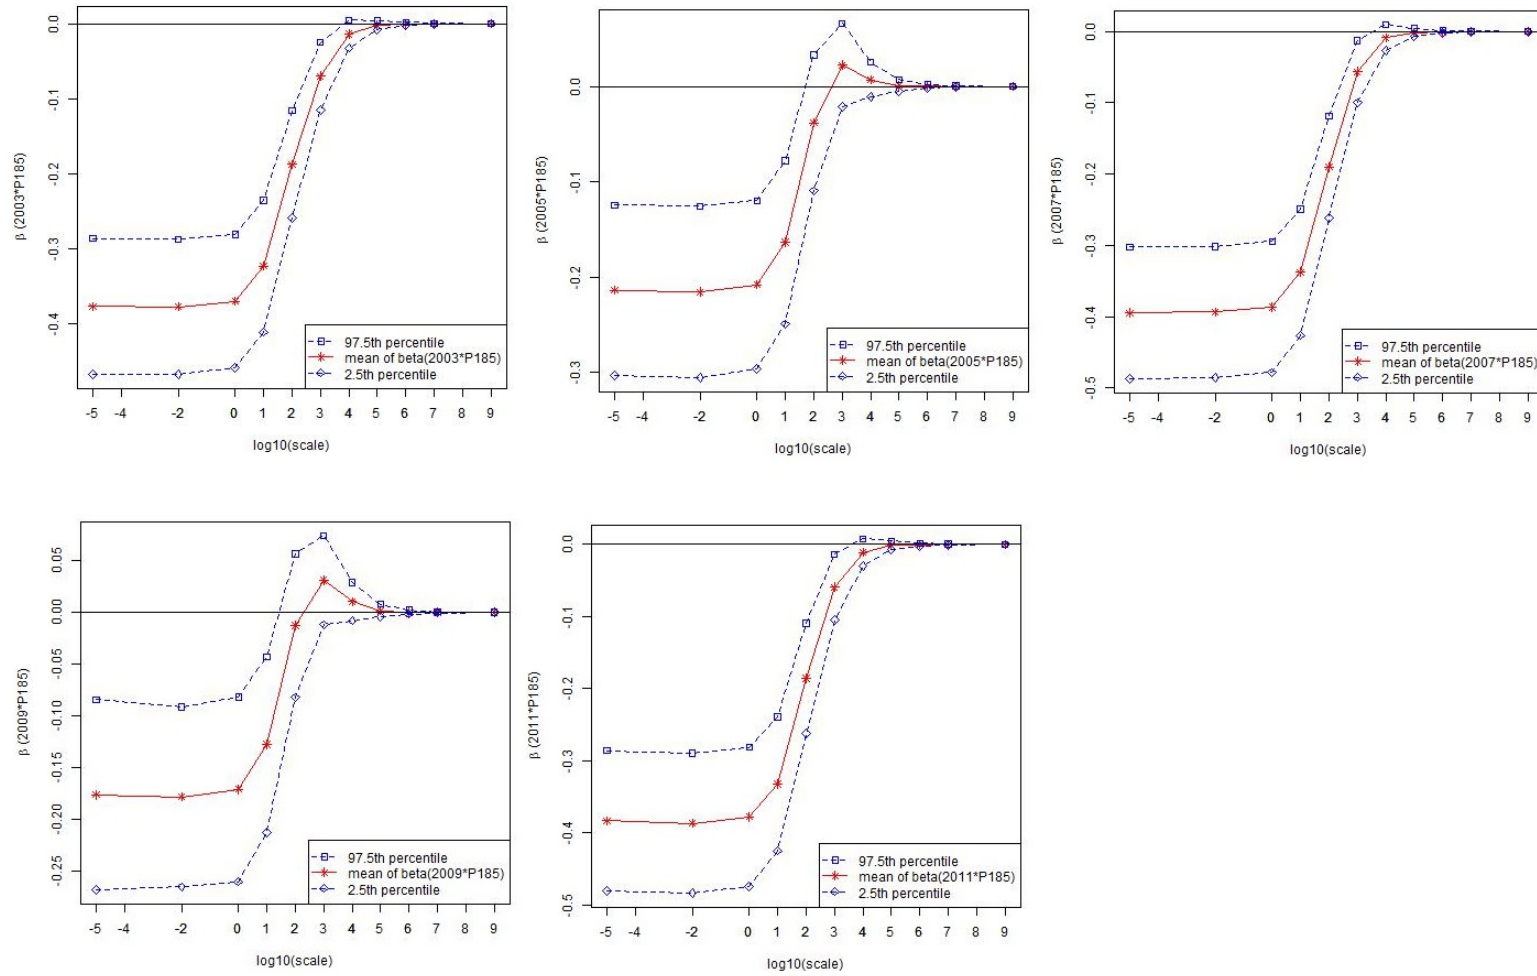 β (2003*P185)
0.0
-0.1
-0.2
-0.3
-0.4
97.5th percentile
mean of beta(2003*P185)
2.5th percentile
-5 -4 -2 0 1 2 3 4 5 6 7 9
log10(scale)
β (2005*P185)
0.0
-0.1
-0.2
-0.3
97.5th percentile
mean of beta(2005*P185)
2.5th percentile
-5 -4 -2 0 1 2 3 4 5 6 7 9
log10(scale)
β (2007*P185)
0.0
-0.1
-0.2
-0.3
-0.4
-0.5
97.5th percentile
mean of beta(2007*P185)
2.5th percentile
-5 -4 -2 0 1 2 3 4 5 6 7 9
log10(scale)
β (2009*P185)
0.05
0.00
-0.05
-0.10
-0.15
-0.20
-0.25
97.5th percentile
mean of beta(2009*P185)
2.5th percentile
-5 -4 -2 0 1 2 3 4 5 6 7 9
log10(scale)
β (2011*P185)
0.0
-0.1
-0.2
-0.3
-0.4
-0.5
97.5th percentile
mean of beta(2011*P185)
2.5th percentile
-5 -4 -2 0 1 2 3 4 5 6 7 9
log10(scale)